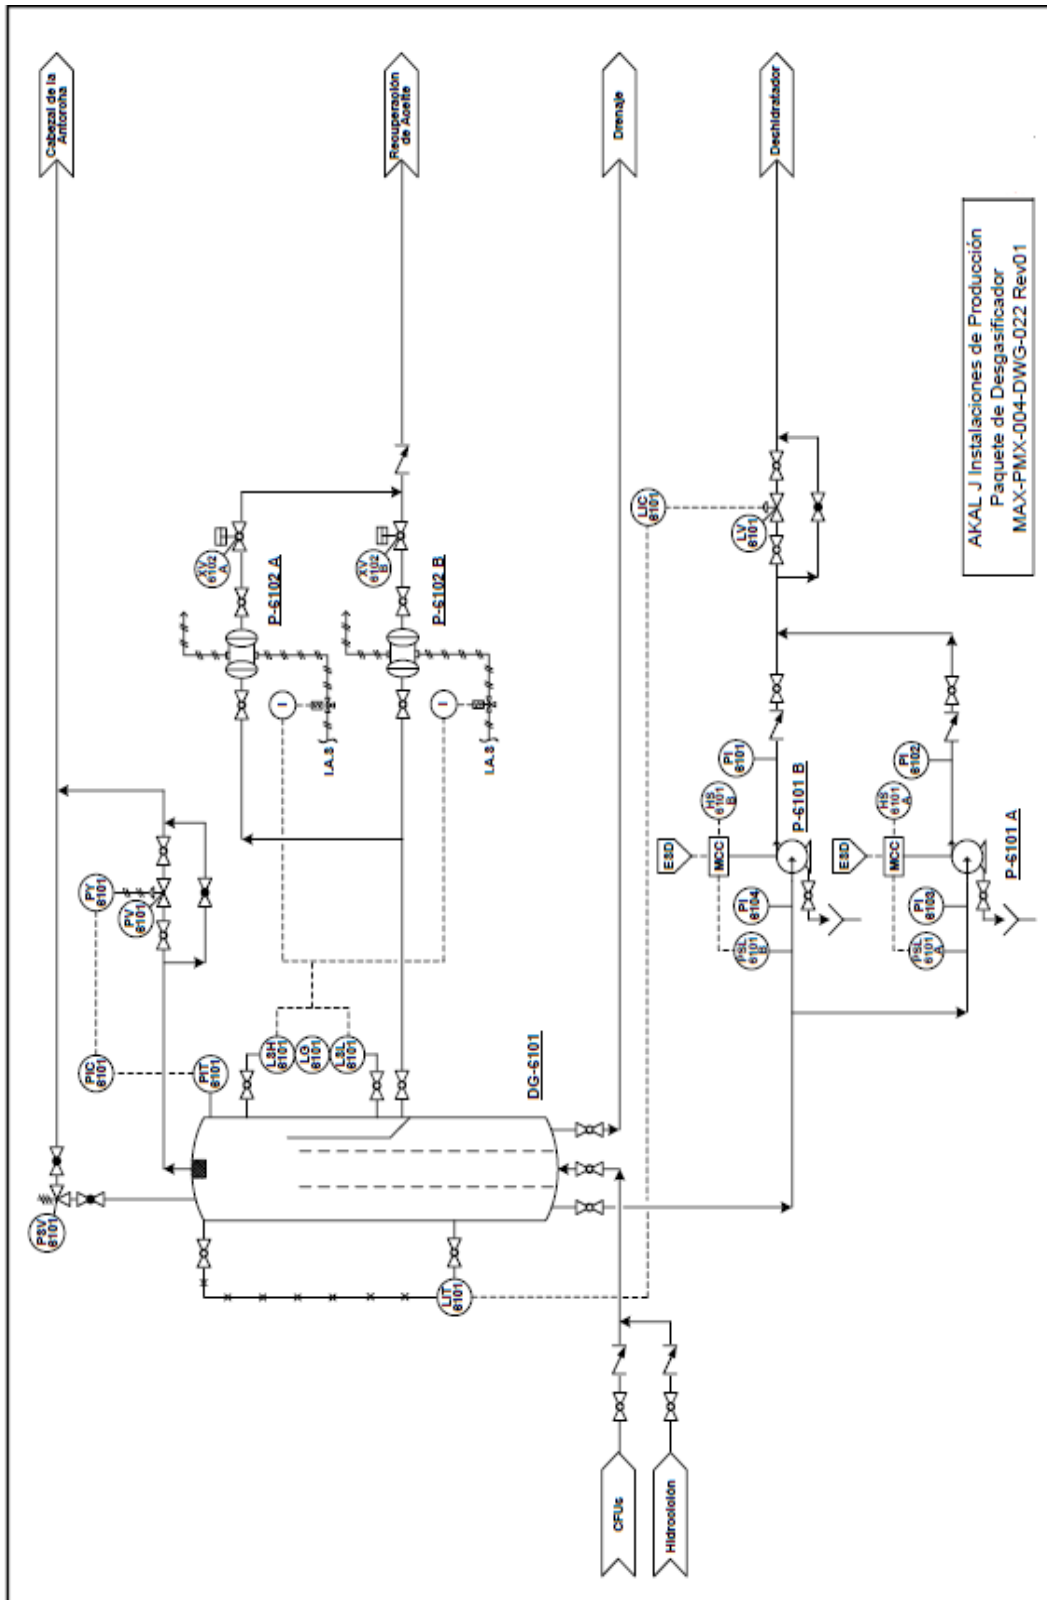 Cabezal de la
Antoroha
Recuperación
de Aceite
Drenaje
Deshidratador
PSV
6101
PIC
6101
PY
6101
PV
6101
PIT
6101
LSH
6101
LG
6101
LSL
6101
LIT
6101
DG-6101
XV
6102
A
P-6102 A
XV
6102
B
P-6102 B
I
I
I.A.S
I.A.S
LIC
6101
LV
6101
ESD
MCC
HS
6101
B
PI
6101
PI
6104
PSL
6101
B
P-6101 B
ESD
MCC
HS
6101
A
PI
6102
PI
6103
PSL
6101
A
P-6101 A
CFUs
Hidroclolón
AKAL J Instalaciones de Producción
Paquete de Desgasificador
MAX-PMX-004-DWG-022 Rev01